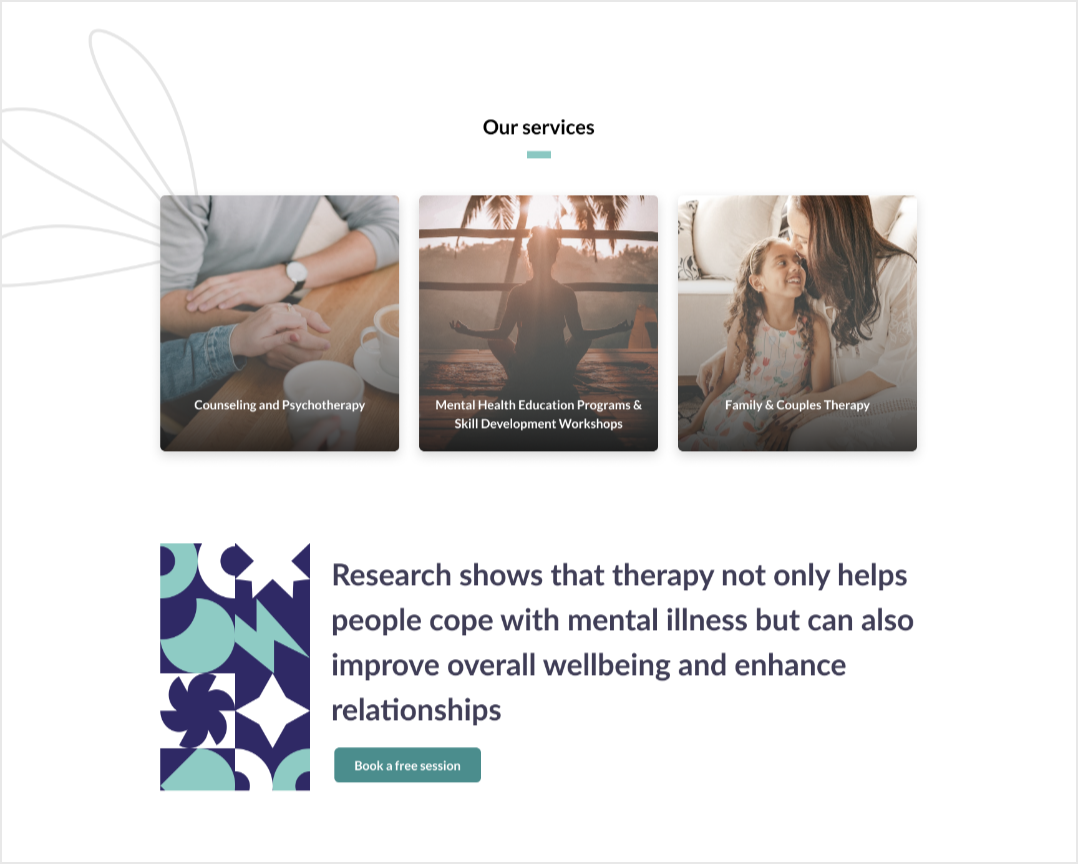 Our services
Counseling and Psychotherapy
Mental Health Education Programs &
Skill Development Workshops
Family & Couples Therapy
Research shows that therapy not only helps
people cope with mental illness but can also
improve overall wellbeing and enhance
relationships
Book a free session